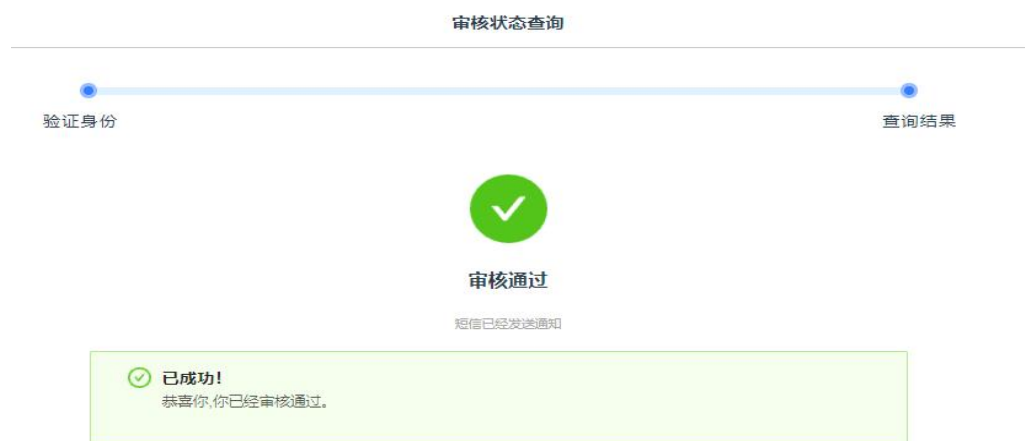 审核状态查询
验证身份
查询结果
审核通过
短信已经发送通知
已成功!
恭喜你,你已经审核通过。